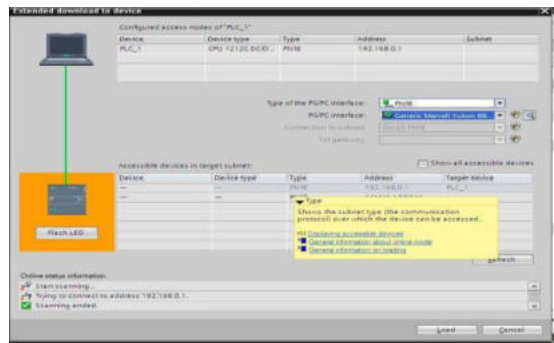 Extended download to device
Configured access nodes of "PLC_1"
Device Device type Type Address Subnet
PLC_1 CPU 1212C DC/D... PN/IE 192.168.0.1
Type of the PG/PC interface: PN/IE
PG/PC interface: Generic Marvell Yukon 88...
Connection to subnet: PN/IE
1st gateway:
Accessible devices in target subnet: Show all accessible devices
Device Device type Type Address Target device
-- -- PN/IE 192.168.0.1 PLC_1
-- --
Type
Shows the subnet type (the communication
protocol) over which the device can be accessed.
Displaying accessible devices
General information about online mode
General information on loading
Flash LED
Refresh
Online status information:
Start scanning...
Trying to connect to address 192.168.0.1.
Scanning ended.
Load Cancel